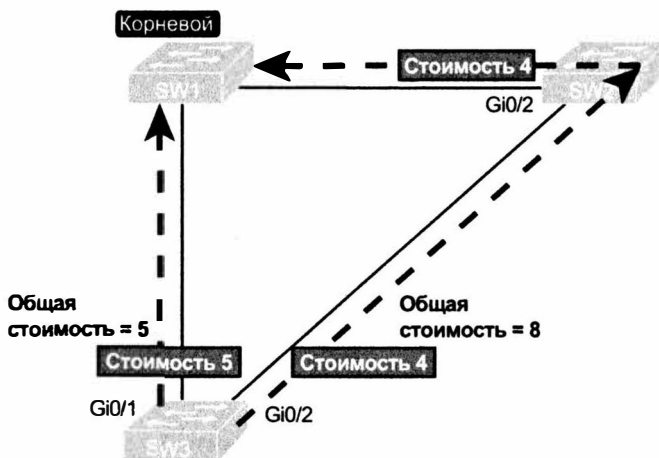 Корневой
Стоимость 4
SW1
SW2
Gi0/2
Общая
стоимость = 5
Общая
стоимость = 8
Стоимость 5
Стоимость 4
Gi0/1
Gi0/2
SW3